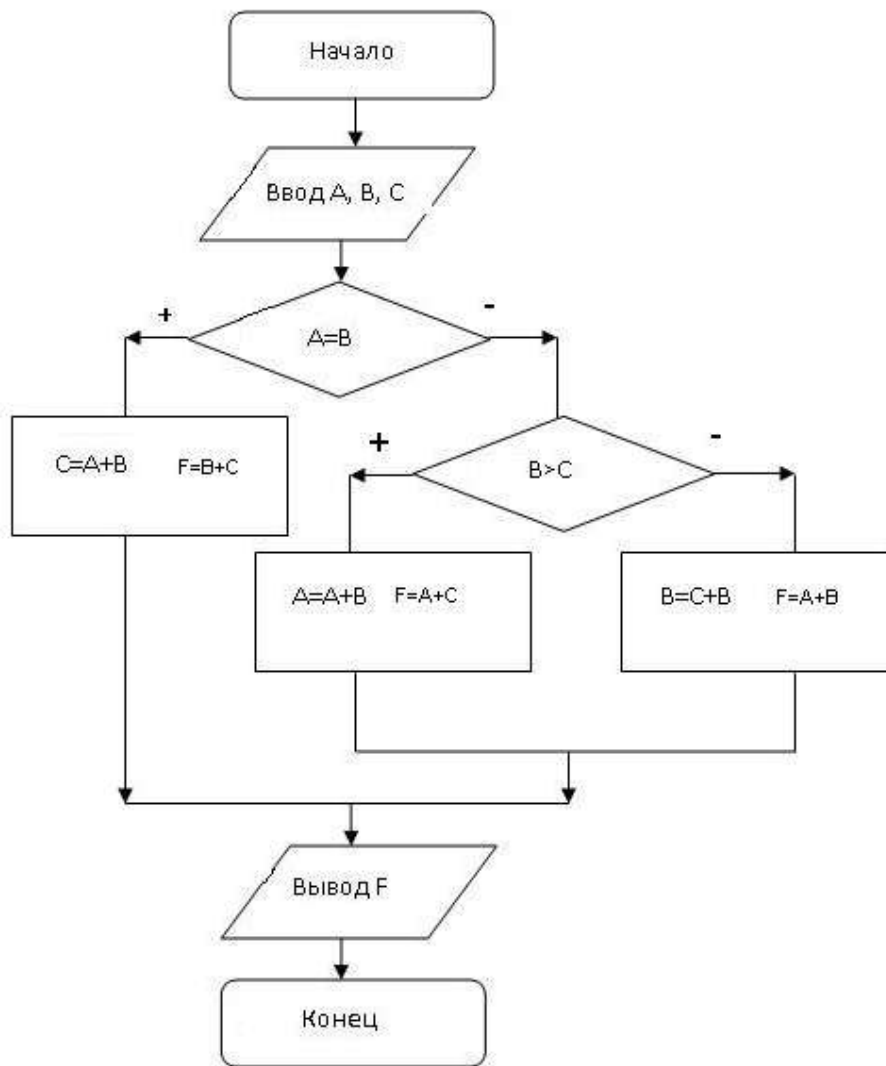 Начало
Ввод A, B, C
+ -
A=B
+ -
C=A+B F=B+C
B>C
A=A+B F=A+C
B=C+B F=A+B
Вывод F
Конец